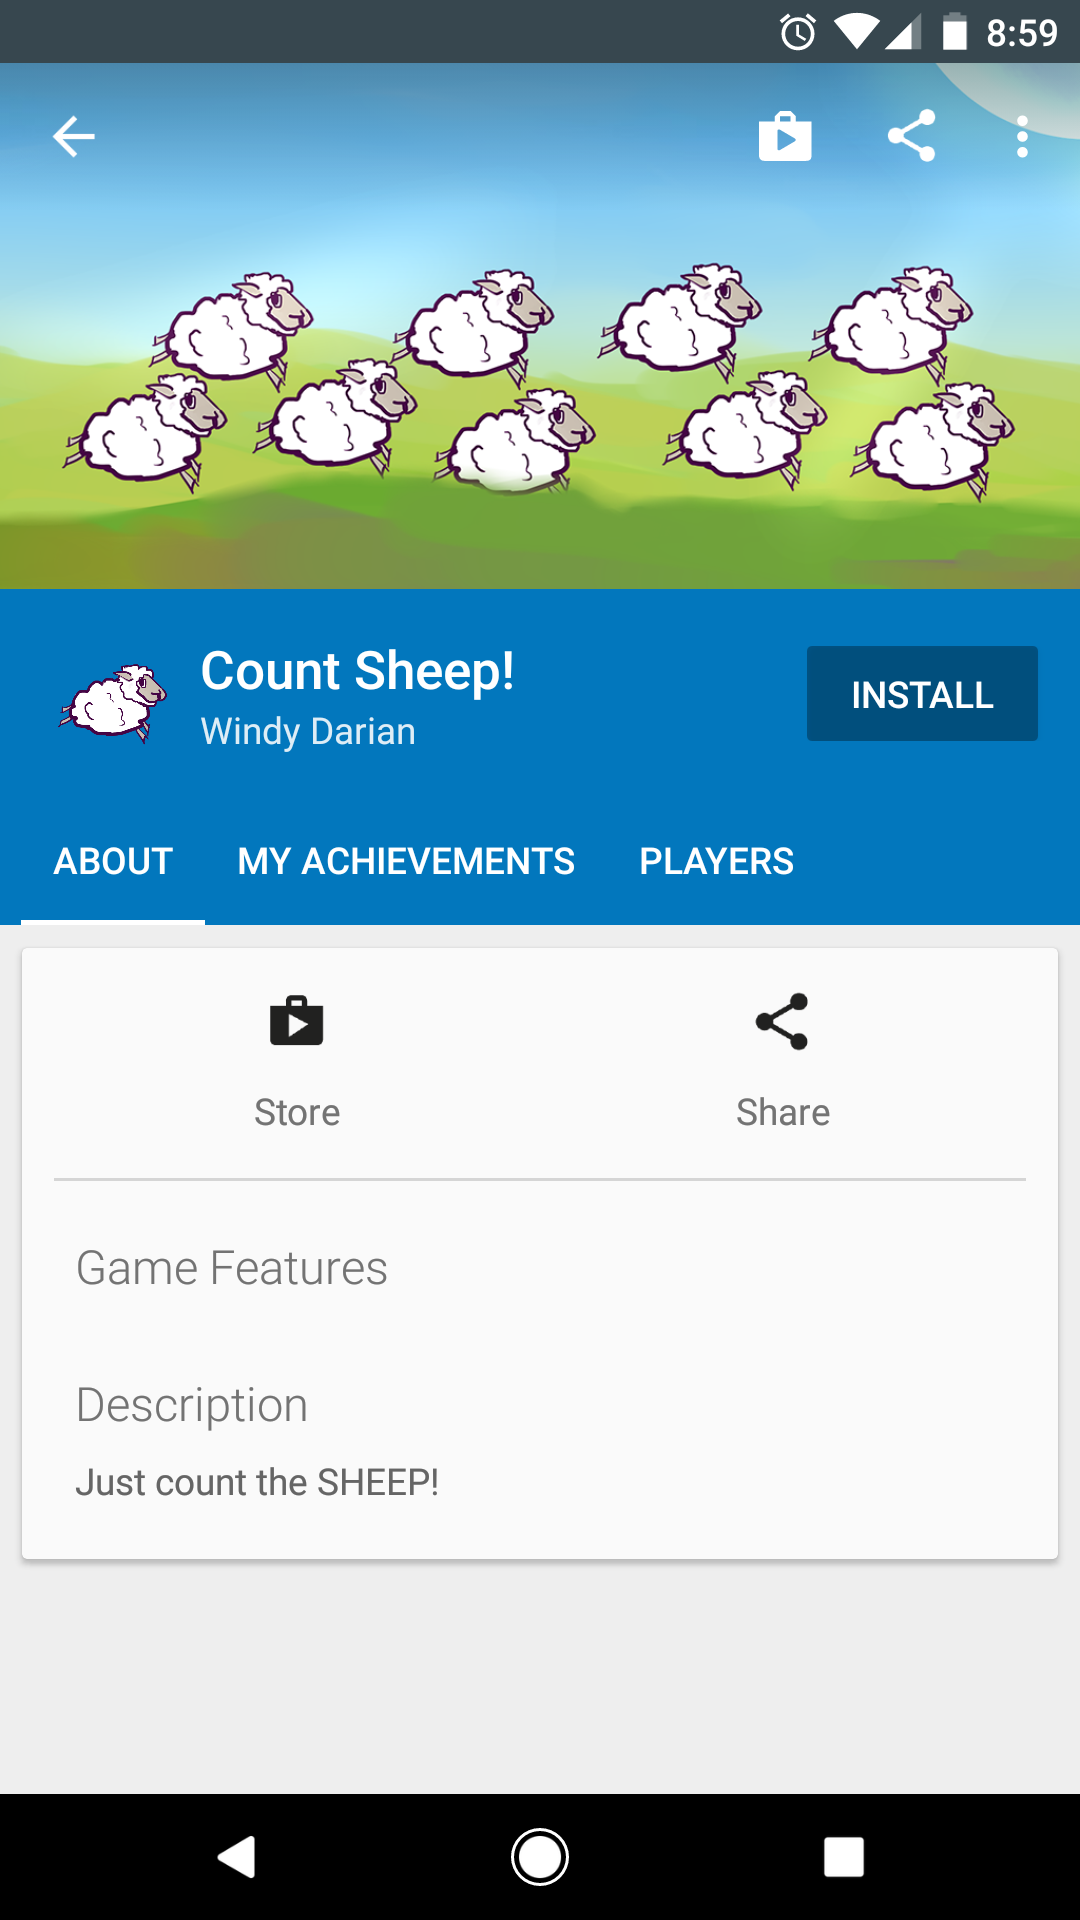 8:59
Count Sheep!
Windy Darian
INSTALL
ABOUT MY ACHIEVEMENTS PLAYERS
Store Share
Game Features
Description
Just count the SHEEP!